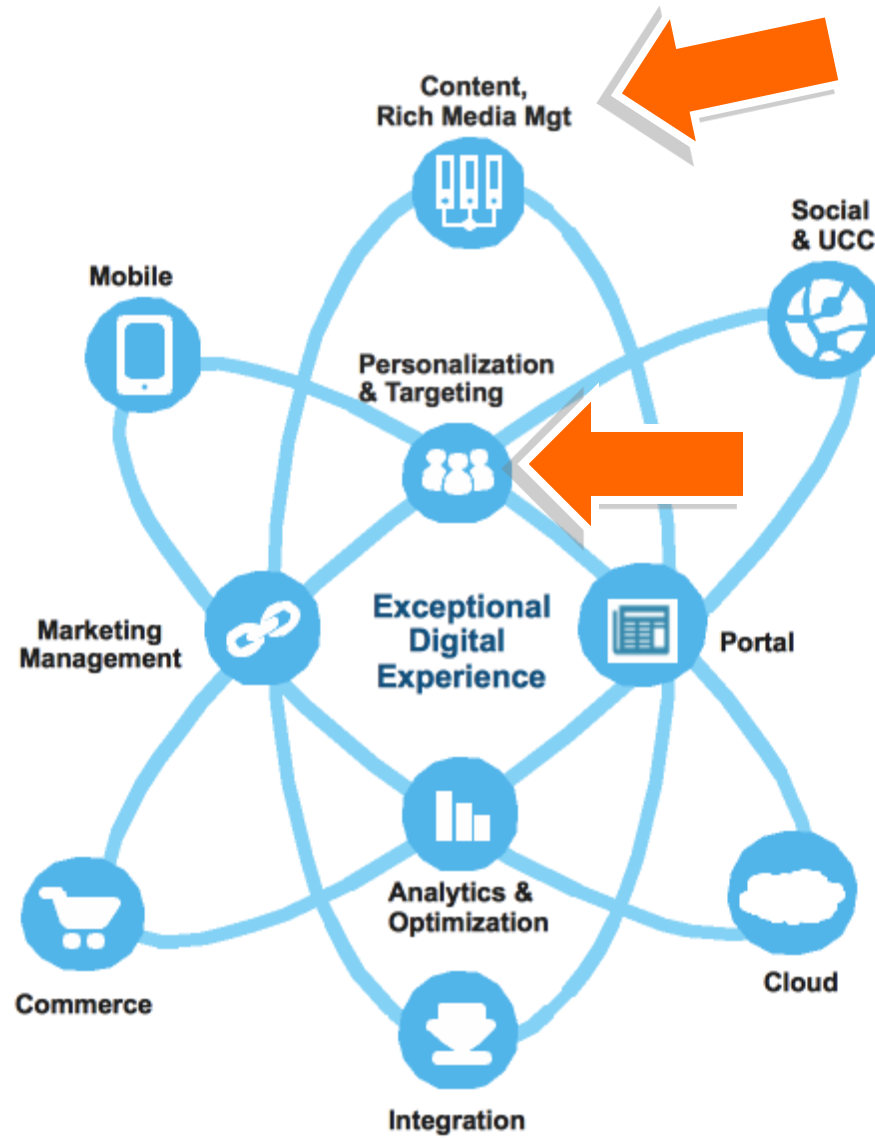 Content,
Rich Media Mgt
Social
& UCC
Mobile
Personalization
& Targeting
Marketing
Management
Exceptional
Digital
Experience
Portal
Analytics &
Optimization
Commerce
Cloud
Integration